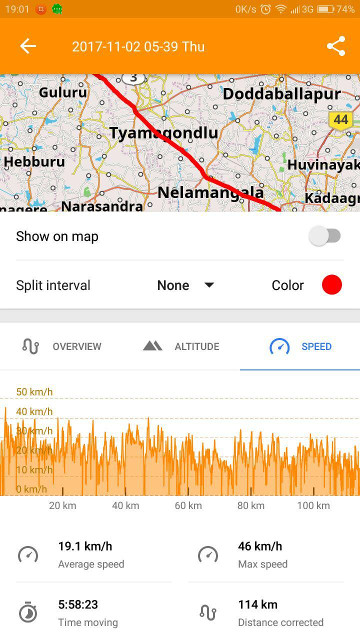 19:01 0K/s 3G 74%
2017-11-02 05-39 Thu
3
Guluru
Doddaballapur
44
Tyamagondlu
Hebburu
Huvinayak
Nelamangala
Kadaagr
nagere
Narasandra
Show on map
Split interval None Color
OVERVIEW ALTITUDE SPEED
50 km/h
40 km/h
30 km/h
20 km/h
10 km/h
0 km/h
20 km 40 km 60 km 80 km 100 km
19.1 km/h 46 km/h
Average speed Max speed
5:58:23 114 km
Time moving Distance corrected